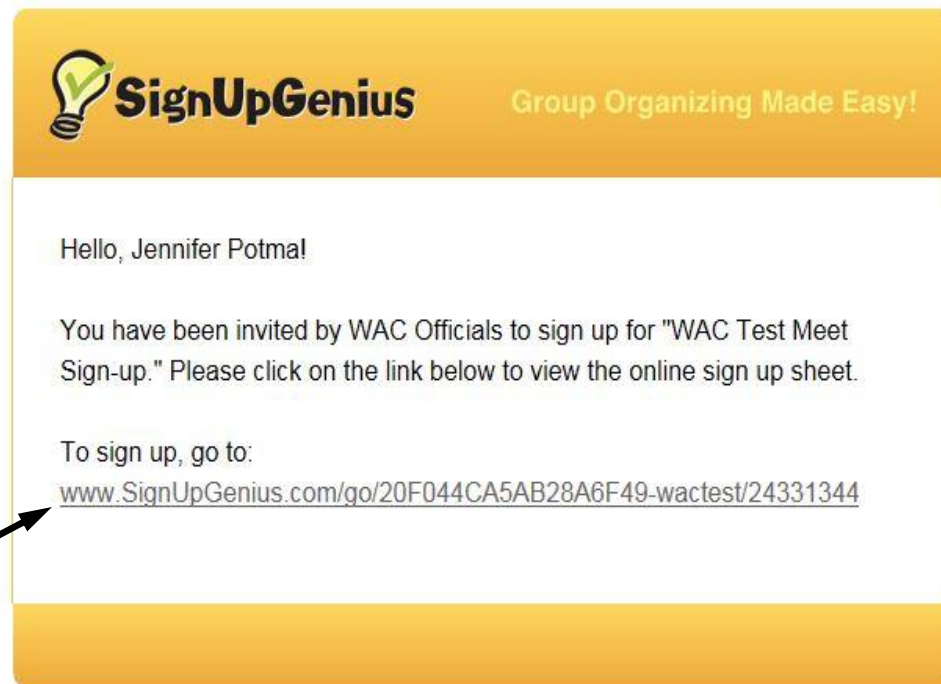 SignUpGenius
Group Organizing Made Easy!
Hello, Jennifer Potma!
You have been invited by WAC Officials to sign up for "WAC Test Meet
Sign-up." Please click on the link below to view the online sign up sheet.
To sign up, go to:
www.SignUpGenius.com/go/20F044CA5AB28A6F49-wactest/24331344